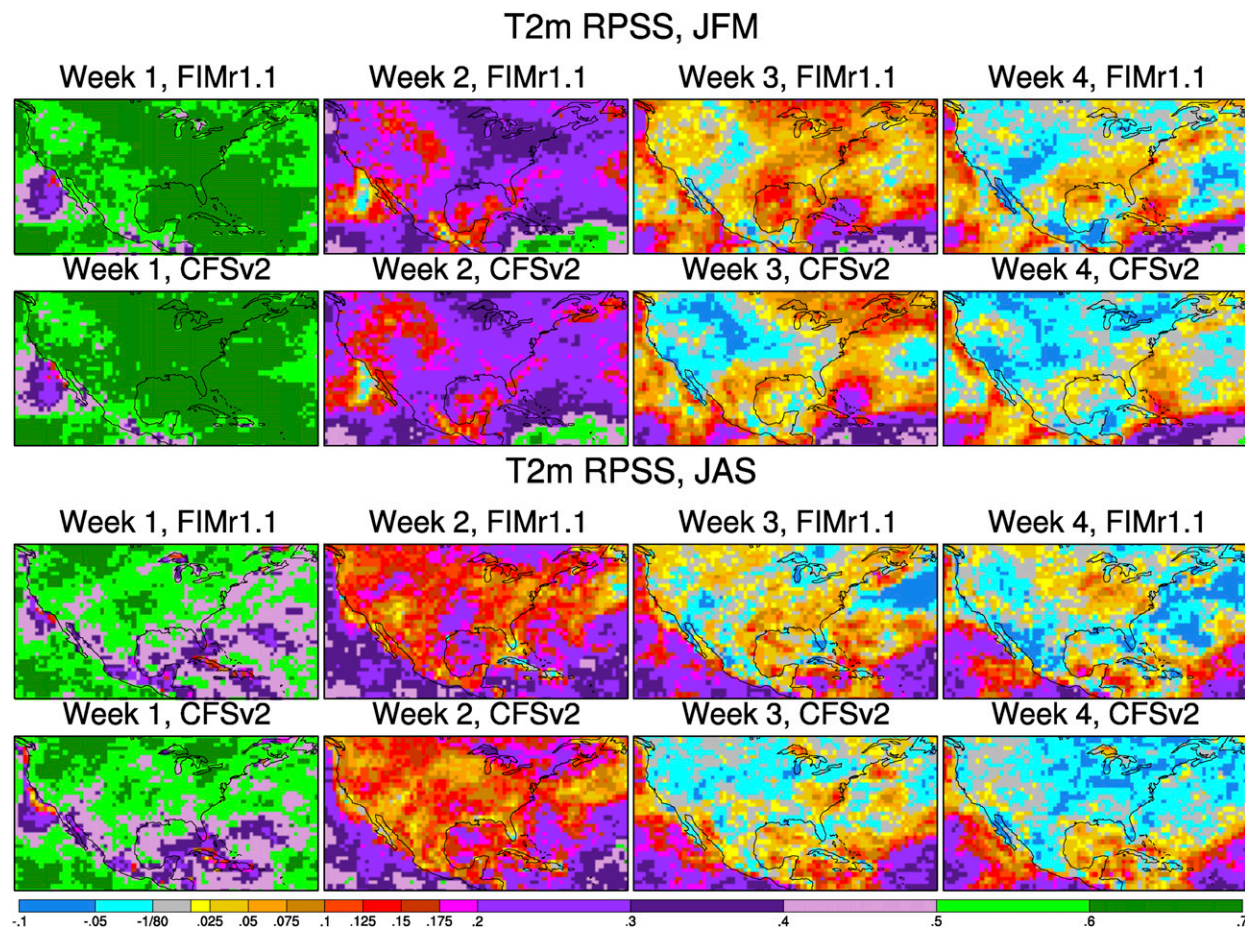 T2m RPSS, JFM
Week 1, FIMr1.1 Week 2, FIMr1.1 Week 3, FIMr1.1 Week 4, FIMr1.1
Week 1, CFSv2 Week 2, CFSv2 Week 3, CFSv2 Week 4, CFSv2
T2m RPSS, JAS
Week 1, FIMr1.1 Week 2, FIMr1.1 Week 3, FIMr1.1 Week 4, FIMr1.1
Week 1, CFSv2 Week 2, CFSv2 Week 3, CFSv2 Week 4, CFSv2
-.1 -.05 -1/80 .025 .05 .075 .1 .125 .15 .175 .2 .3 .4 .5 .6 .7